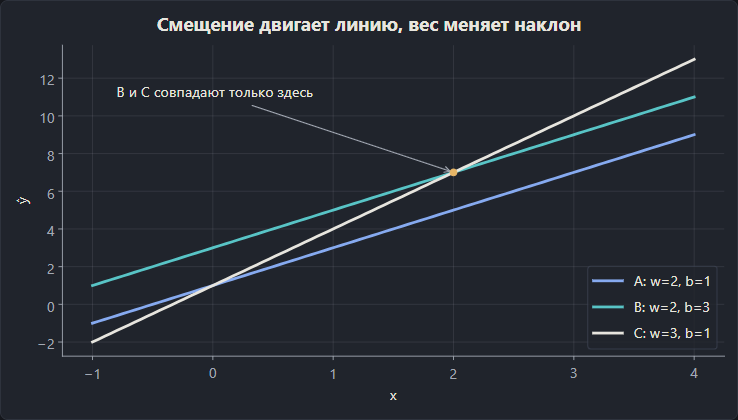 Смещение двигает линию, вес меняет наклон
B и C совпадают только здесь
12
10
8
6
4
2
0
−2
ŷ
A: w=2, b=1
B: w=2, b=3
C: w=3, b=1
−1
0
1
2
3
4
x